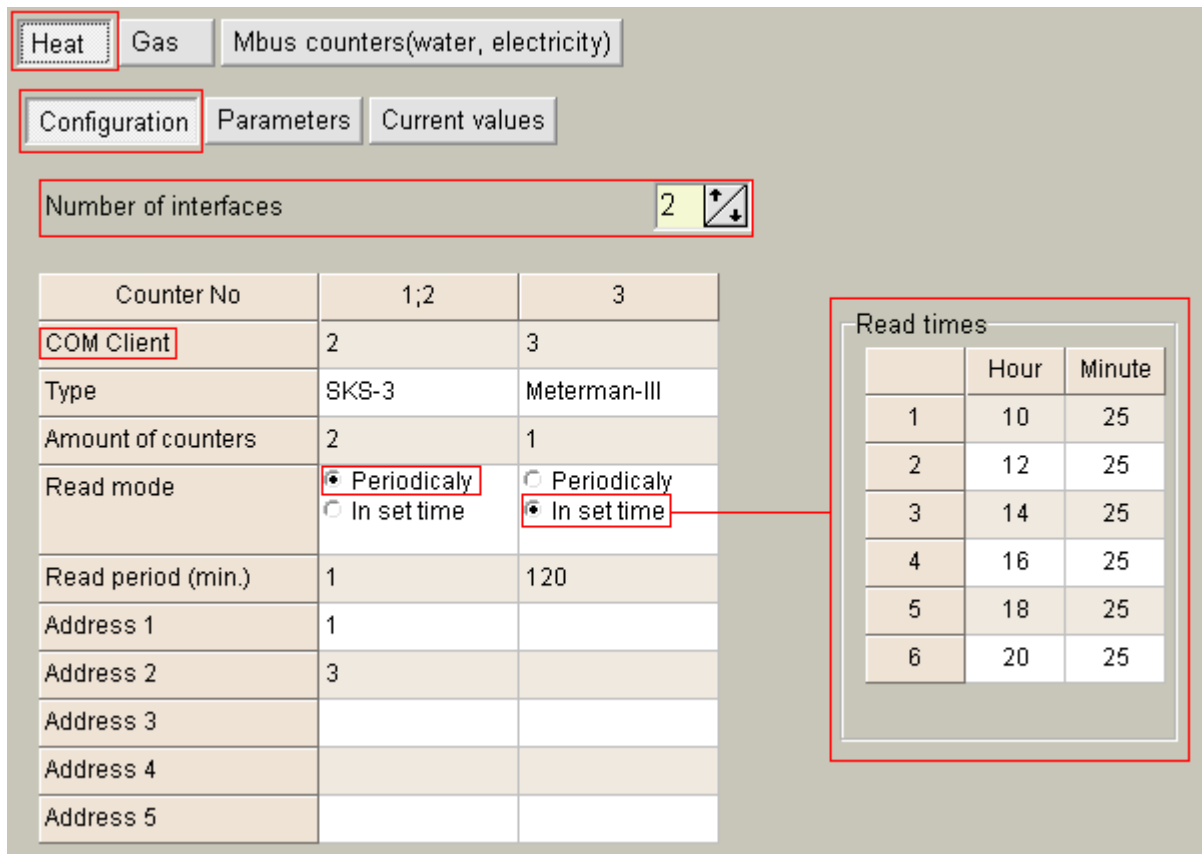 Heat Gas Mbus counters(water, electricity)
Configuration Parameters Current values
Number of interfaces 2
Counter No 1;2 3
COM Client 2 3
Type SKS-3 Meterman-III
Amount of counters 2 1
Read mode Periodicaly Periodicaly
In set time In set time
Read period (min.) 1 120
Address 1 1
Address 2 3
Address 3
Address 4
Address 5
Read times
Hour Minute
1 10 25
2 12 25
3 14 25
4 16 25
5 18 25
6 20 25